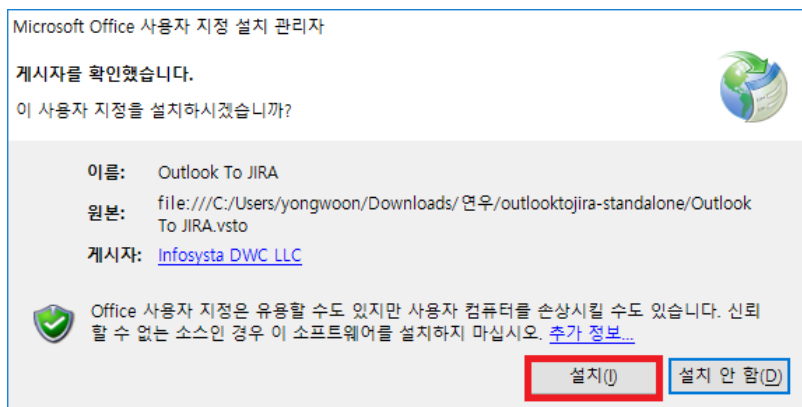 Microsoft Office 사용자 지정 설치 관리자
게시자를 확인했습니다.
이 사용자 지정을 설치하시겠습니까?
이름: Outlook To JIRA
원본: file:///C:/Users/yongwoon/Downloads/연우/outlooktojira-standalone/Outlook
To JIRA.vsto
게시자: Infosysta DWC LLC
Office 사용자 지정은 유용할 수도 있지만 사용자 컴퓨터를 손상시킬 수도 있습니다. 신뢰
할 수 없는 소스인 경우 이 소프트웨어를 설치하지 마십시오. 추가 정보...
설치(I) 설치 안 함(D)